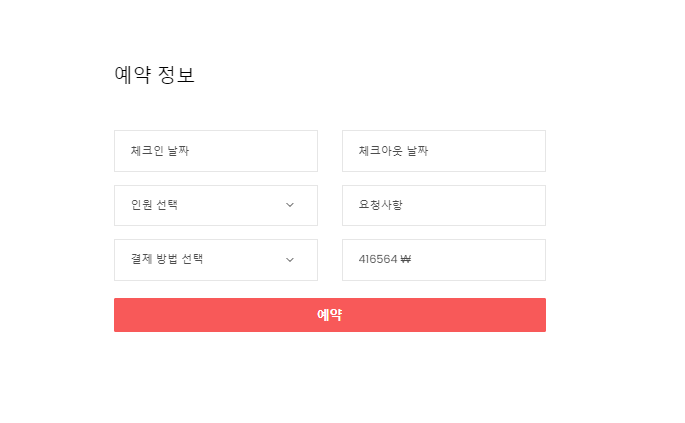 예약 정보
체크인 날짜
체크아웃 날짜
인원 선택
요청사항
결제 방법 선택
416564 ₩
예약